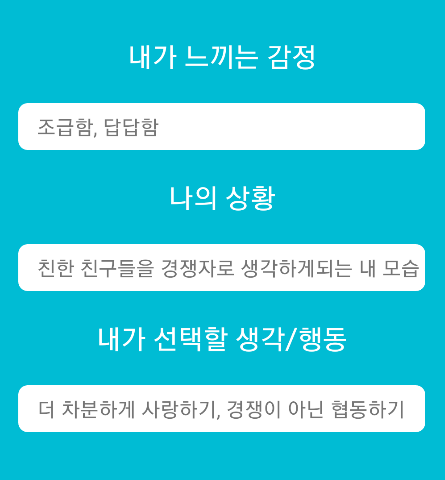 내가 느끼는 감정
조급함, 답답함
나의 상황
친한 친구들을 경쟁자로 생각하게되는 내 모습
내가 선택할 생각/행동
더 차분하게 사랑하기, 경쟁이 아닌 협동하기